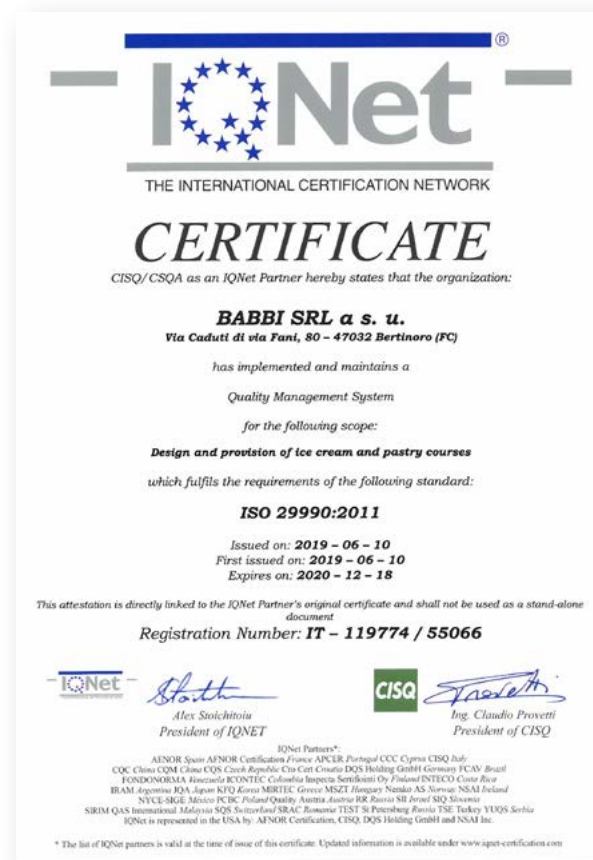 ®
IQNet
THE INTERNATIONAL CERTIFICATION NETWORK
CERTIFICATE
CISQ/CSQA as an IQNet Partner hereby states that the organization:
BABBI SRL a s. u.
Via Caduti di via Fani, 80 – 47032 Bertinoro (FC)
has implemented and maintains a
Quality Management System
for the following scope:
Design and provision of ice cream and pastry courses
which fulfils the requirements of the following standard:
ISO 29990:2011
Issued on: 2019 – 06 – 10
First issued on: 2019 – 06 – 10
Expires on: 2020 – 12 – 18
This attestation is directly linked to the IQNet Partner's original certificate and shall not be used as a stand-alone
document
Registration Number: IT – 119774 / 55066
IQNet
CISQ
Alex Stoichitoiu
President of IQNET
Ing. Claudio Provetti
President of CISQ
IQNet Partners*:
AENOR Spain AFNOR Certification France APCER Portugal CCC Cyprus CISQ Italy
CQC China CQM China CQS Czech Republic Cro Cert Croatia DQS Holding GmbH Germany FCAV Brazil
FONDONORMA Venezuela ICONTEC Colombia Inspecta Sertifiointi Oy Finland INTECO Costa Rica
IRAM Argentina JQA Japan KFQ Korea MIRTEC Greece MSZT Hungary Nemko AS Norway NSAI Ireland
NYCE-SIGE México PCBC Poland Quality Austria Austria RR Russia SII Israel SIQ Slovenia
SIRIM QAS International Malaysia SQS Switzerland SRAC Romania TEST St Petersburg Russia TSE Turkey YUQS Serbia
IQNet is represented in the USA by: AFNOR Certification, CISQ, DQS Holding GmbH and NSAI Inc.
* The list of IQNet partners is valid at the time of issue of this certificate. Updated information is available under www.iqnet-certification.com